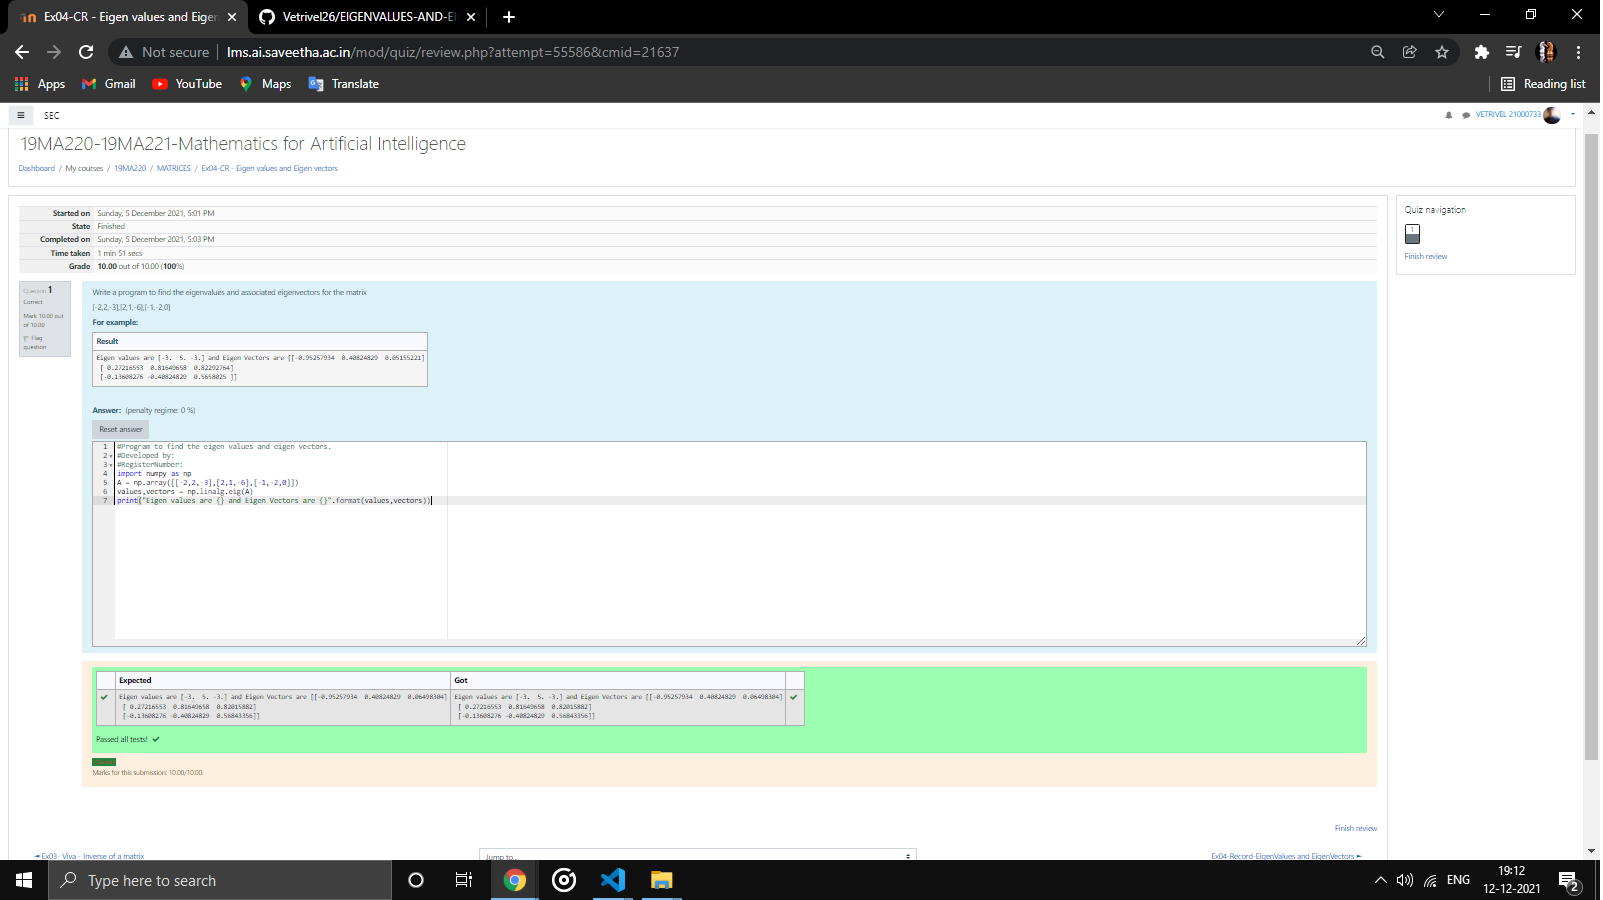 Ex04-CR - Eigen values and Eigen
Vetrivel26/EIGENVALUES-AND-EI
Not secure
lms.ai.saveetha.ac.in/mod/quiz/review.php?attempt=55586&cmid=21637
Apps
Gmail
YouTube
Maps
Translate
Reading list
SEC
VETRIVEL 21000733
19MA220-19MA221-Mathematics for Artificial Intelligence
Dashboard / My courses / 19MA220 / MATRICES / Ex04-CR - Eigen values and Eigen vectors
Started on Sunday, 5 December 2021, 5:01 PM
State Finished
Completed on Sunday, 5 December 2021, 5:03 PM
Time taken 1 min 51 secs
Grade 10.00 out of 10.00 (100%)
Quiz navigation
1
Finish review
Question 1
Correct
Mark 10.00 out
of 10.00
Flag
question
Write a program to find the eigenvalues and associated eigenvectors for the matrix
[-2,2,-3],[2,1,-6],[-1,-2,0]
For example:
Result
Eigen values are [-3. 5. -3.] and Eigen Vectors are [[-0.95257934 0.40824829 0.05155221]
[ 0.27216553 0.81649658 0.82292764]
[-0.13608276 -0.40824829 0.5658025 ]]
Answer: (penalty regime: 0 %)
Reset answer
1 #Program to find the eigen values and eigen vectors.
2 #Developed by:
3 #RegisterNumber:
4 import numpy as np
5 A = np.array([[-2,2,-3],[2,1,-6],[-1,-2,0]])
6 values,vectors = np.linalg.eig(A)
7 print("Eigen values are {} and Eigen Vectors are {}".format(values,vectors))
Expected Got
Eigen values are [-3. 5. -3.] and Eigen Vectors are [[-0.95257934 0.40824829 0.06498304] Eigen values are [-3. 5. -3.] and Eigen Vectors are [[-0.95257934 0.40824829 0.06498304]
[ 0.27216553 0.81649658 0.82015882] [ 0.27216553 0.81649658 0.82015882]
[-0.13608276 -0.40824829 0.56843356]] [-0.13608276 -0.40824829 0.56843356]]
Passed all tests!
Marks for this submission: 10.00/10.00.
Finish review
Ex03- Viva - Inverse of a matrix
Jump to...
Ex04-Record-EigenValues and EigenVectors
Type here to search
ENG
19:12
12-12-2021
2